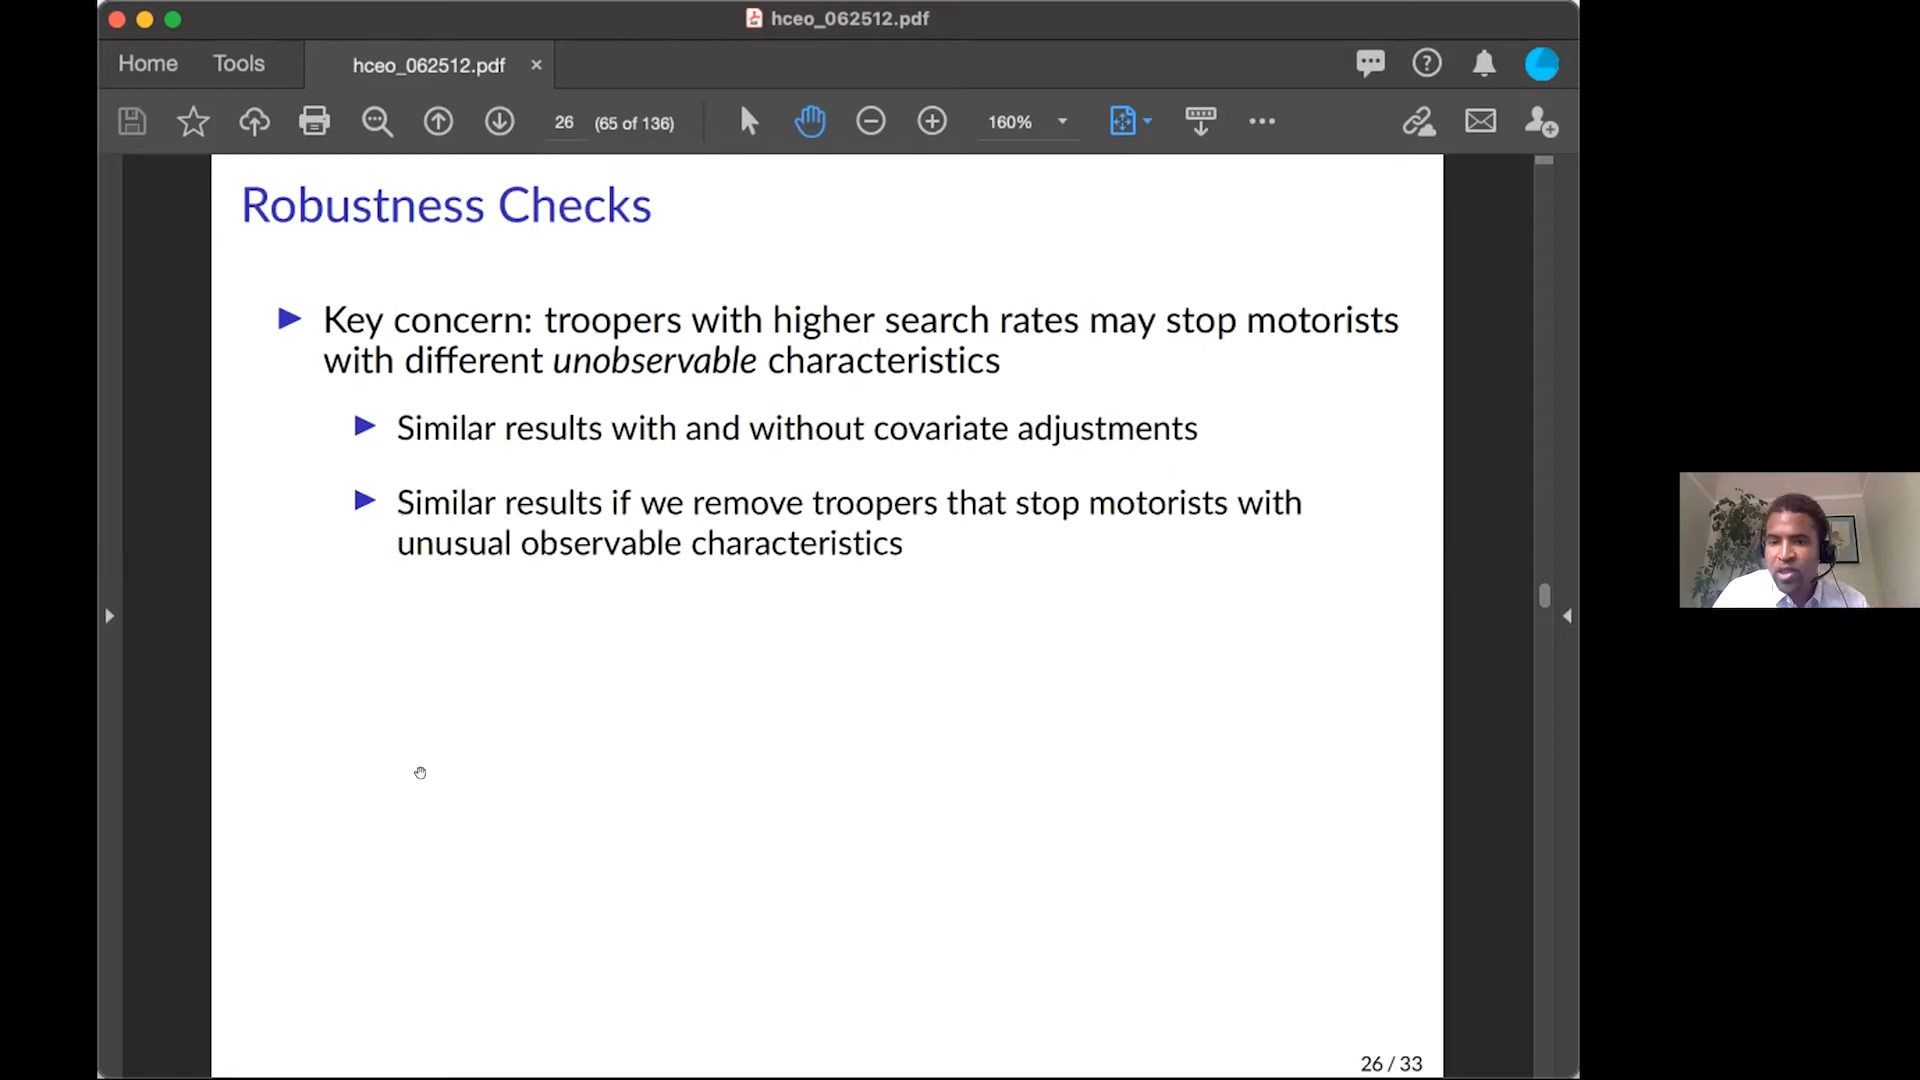 hceo_062512.pdf
Home Tools hceo_062512.pdf
26 (65 of 136) 160%
Robustness Checks
Key concern: troopers with higher search rates may stop motorists
with different unobservable characteristics
Similar results with and without covariate adjustments
Similar results if we remove troopers that stop motorists with
unusual observable characteristics
26 / 33